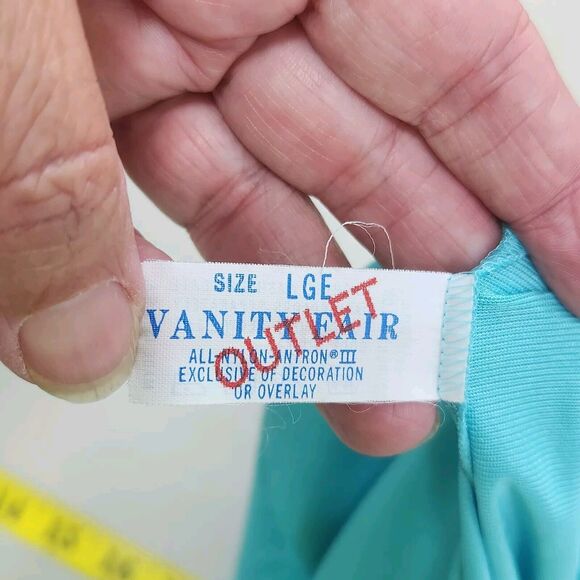 SIZE LGE
VANITY FAIR
ALL NYLON-ANTRON® III
EXCLUSIVE OF DECORATION
OR OVERLAY
OUTLET